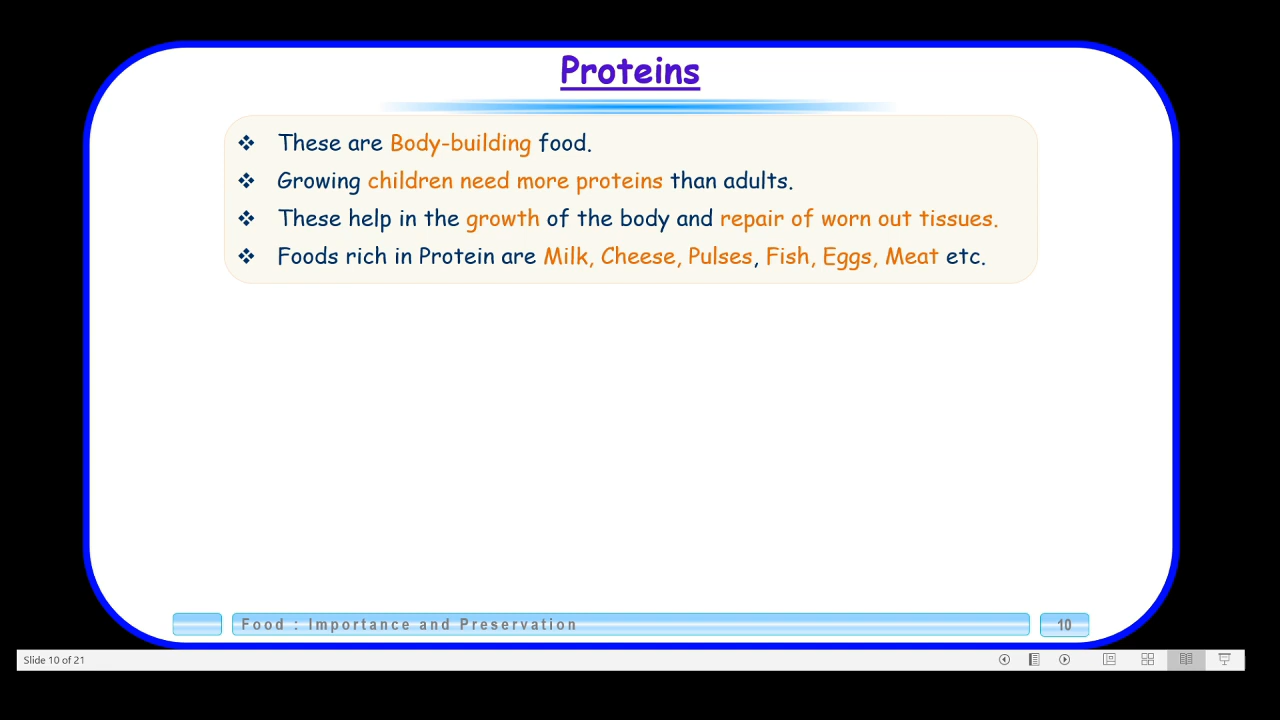 Proteins
❖ These are Body-building food.
❖ Growing children need more proteins than adults.
❖ These help in the growth of the body and repair of worn out tissues.
❖ Foods rich in Protein are Milk, Cheese, Pulses, Fish, Eggs, Meat etc.
Food : Importance and Preservation
10
Slide 10 of 21